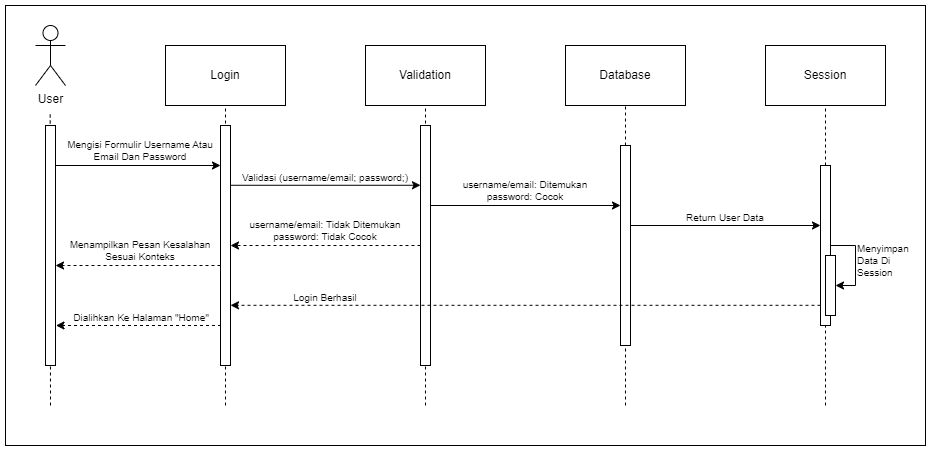 User
Login
Validation
Database
Session
Mengisi Formulir Username Atau
Email Dan Password
Validasi (username/email; password;)
username/email: Ditemukan
password: Cocok
Return User Data
username/email: Tidak Ditemukan
password: Tidak Cocok
Menampilkan Pesan Kesalahan
Sesuai Konteks
Menyimpan
Data Di
Session
Login Berhasil
Dialihkan Ke Halaman "Home"